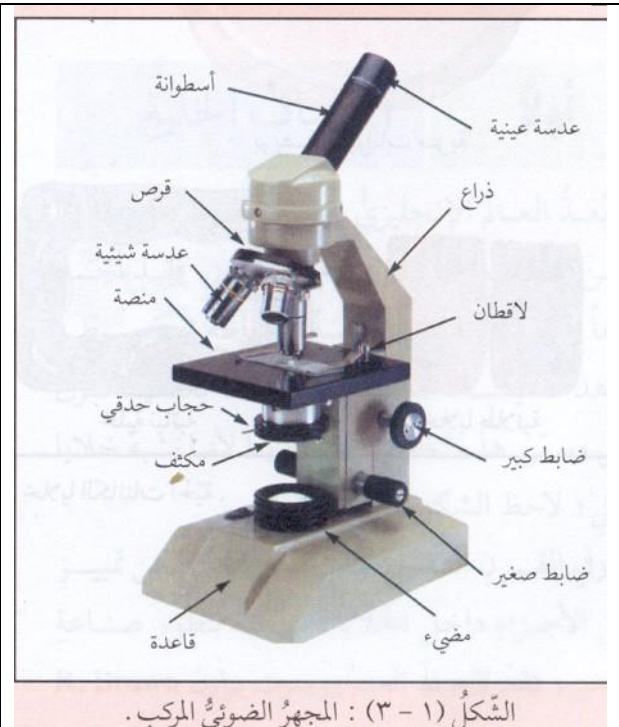 أسطوانة
عدسة عينية
قرص
ذراع
عدسة شيئية
منصة
لاقطان
حجاب حدقي
مكثف
ضابط كبير
ضابط صغير
مضيء
قاعدة
الشّكلُ (١ - ٣) : المجهرُ الضوئيُّ المركب .